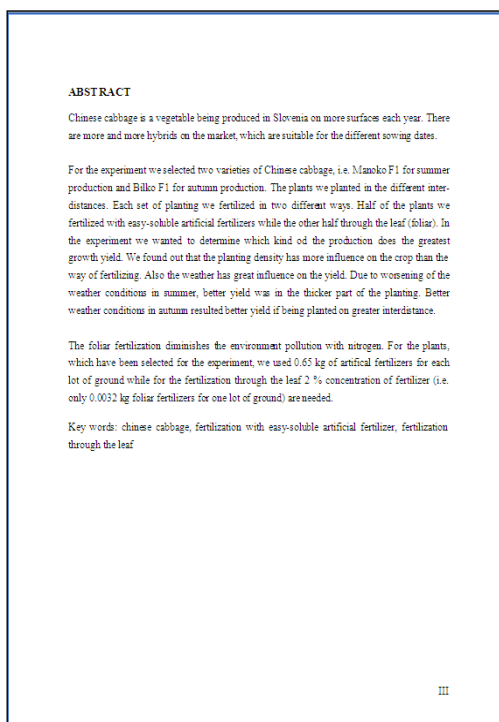 ABSTRACT
Chinese cabbage is a vegetable being produced in Slovenia on more surfaces each year. There
are more and more hybrids on the market, which are suitable for the different sowing dates.
For the experiment we selected two varieties of Chinese cabbage, i.e. Manoko F1 for summer
production and Bilko F1 for autumn production. The plants we planted in the different inter-
distances. Each set of planting we fertilized in two different ways. Half of the plants we
fertilized with easy-soluble artificial fertilizers while the other half through the leaf (foliar). In
the experiment we wanted to determine which kind od the production does the greatest
growth yield. We found out that the planting density has more influence on the crop than the
way of fertilizing. Also the weather has great influence on the yield. Due to worsening of the
weather conditions in summer, better yield was in the thicker part of the planting. Better
weather conditions in autumn resulted better yield if being planted on greater interdistance.
The foliar fertilization diminishes the environment pollution with nitrogen. For the plants,
which have been selected for the experiment, we used 0.65 kg of artifical fertilizers for each
lot of ground while for the fertilization through the leaf 2 % concentration of fertilizer (i.e.
only 0.0032 kg foliar fertilizers for one lot of ground) are needed.
Key words: chinese cabbage, fertilization with easy-soluble artificial fertilizer, fertilization
through the leaf
III